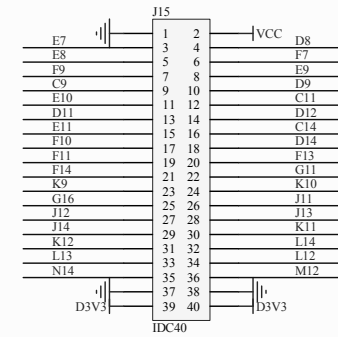 J15
1 2 VCC
E7 3 4 D8
E8 5 6 F7
F9 7 8 E9
C9 9 10 D9
E10 11 12 C11
D11 13 14 D12
E11 15 16 C14
F10 17 18 D14
F11 19 20 F13
F14 21 22 G11
K9 23 24 K10
G16 25 26 J11
J12 27 28 J13
J14 29 30 K11
K12 31 32 L14
L13 33 34 L12
N14 35 36 M12
37 38
D3V3 39 40 D3V3
IDC40